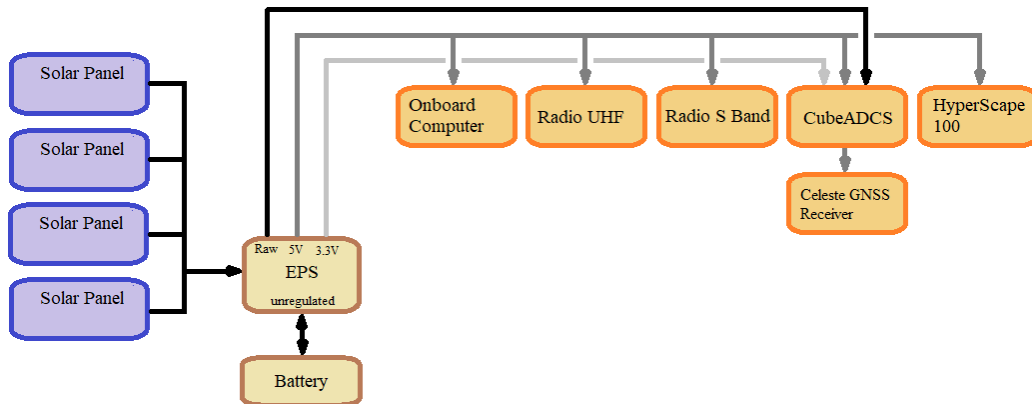 Solar Panel
Solar Panel
Solar Panel
Solar Panel
Raw 5V 3.3V
EPS
unregulated
Battery
Onboard
Computer
Radio UHF
Radio S Band
CubeADCS
HyperScape
100
Celeste GNSS
Receiver